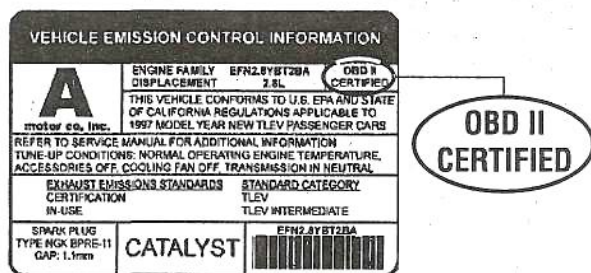 VEHICLE EMISSION CONTROL INFORMATION
A
motor co, Inc.
ENGINE FAMILY EFN2.8YBT2BA
DISPLACEMENT 2.8L
OBD II
CERTIFIED
THIS VEHICLE CONFORMS TO U.S. EPA AND STATE
OF CALIFORNIA REGULATIONS APPLICABLE TO
1997 MODEL YEAR NEW TLEV PASSENGER CARS
REFER TO SERVICE MANUAL FOR ADDITIONAL INFORMATION
TUNE-UP CONDITIONS: NORMAL OPERATING ENGINE TEMPERATURE,
ACCESSORIES OFF, COOLING FAN OFF, TRANSMISSION IN NEUTRAL
EXHAUST EMISSIONS STANDARDS STANDARD CATEGORY
CERTIFICATION TLEV
IN-USE TLEV INTERMEDIATE
SPARK PLUG
TYPE NGK BPRE-11
GAP: 1.1mm
CATALYST
EFN2.8YBT2BA
OBD II
CERTIFIED